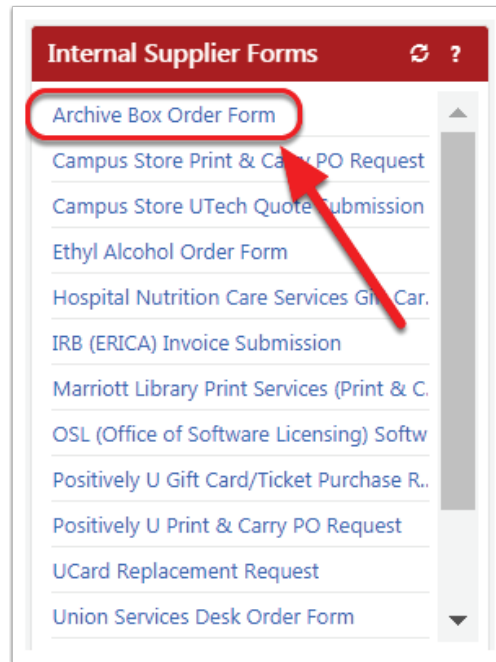 Internal Supplier Forms ?
Archive Box Order Form
Campus Store Print & Carry PO Request
Campus Store UTech Quote Submission
Ethyl Alcohol Order Form
Hospital Nutrition Care Services Gift Car.
IRB (ERICA) Invoice Submission
Marriott Library Print Services (Print & C.
OSL (Office of Software Licensing) Softw
Positively U Gift Card/Ticket Purchase R..
Positively U Print & Carry PO Request
UCard Replacement Request
Union Services Desk Order Form